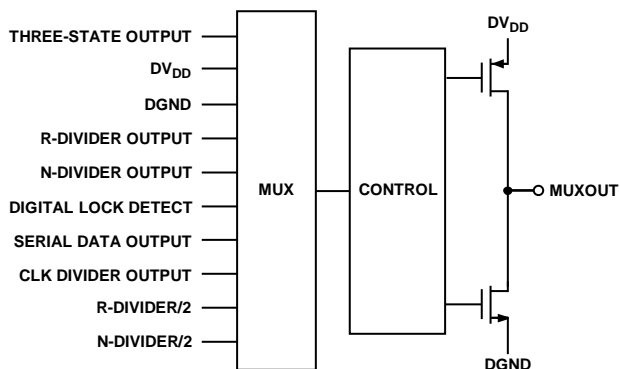 THREE-STATE OUTPUT
DVDD
DGND
R-DIVIDER OUTPUT
N-DIVIDER OUTPUT
DIGITAL LOCK DETECT
SERIAL DATA OUTPUT
CLK DIVIDER OUTPUT
R-DIVIDER/2
N-DIVIDER/2
MUX
CONTROL
DVDD
MUXOUT
DGND